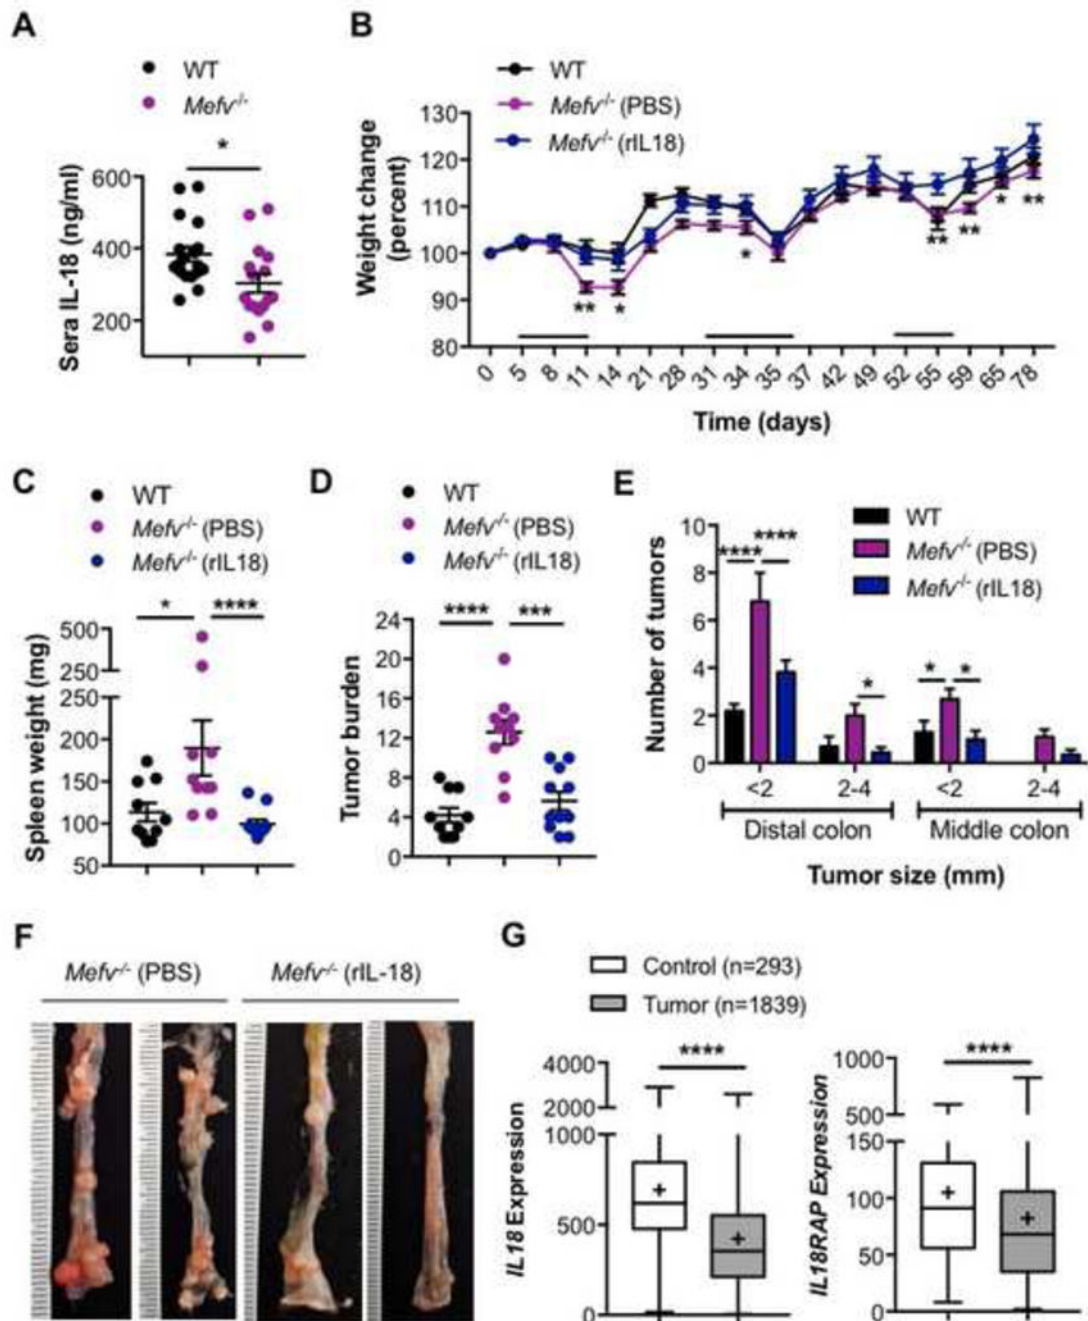 A
WT
Mefv-/-
*
Sera IL-18 (ng/ml)
600
400
200
B
WT
Mefv-/- (PBS)
Mefv-/- (rIL18)
Weight change
(percent)
130
120
110
100
90
80
** * * ** ** * **
0 5 8 11 14 21 28 31 34 35 37 42 49 52 55 59 65 78
Time (days)
C
WT
Mefv-/- (PBS)
Mefv-/- (rIL18)
* ****
Spleen weight (mg)
500
250
250
200
150
100
50
D
WT
Mefv-/- (PBS)
Mefv-/- (rIL18)
**** ***
Tumor burden
24
20
16
12
8
4
0
E
WT
Mefv-/- (PBS)
Mefv-/- (rIL18)
**** ****
*
* *
Number of tumors
10
8
6
4
2
0
<2 2-4 <2 2-4
Distal colon Middle colon
Tumor size (mm)
F
Mefv-/- (PBS) Mefv-/- (rIL-18)
G
Control (n=293)
Tumor (n=1839)
****
IL18 Expression
4000
2000
1000
500
0
****
IL18RAP Expression
1000
500
150
100
50
0